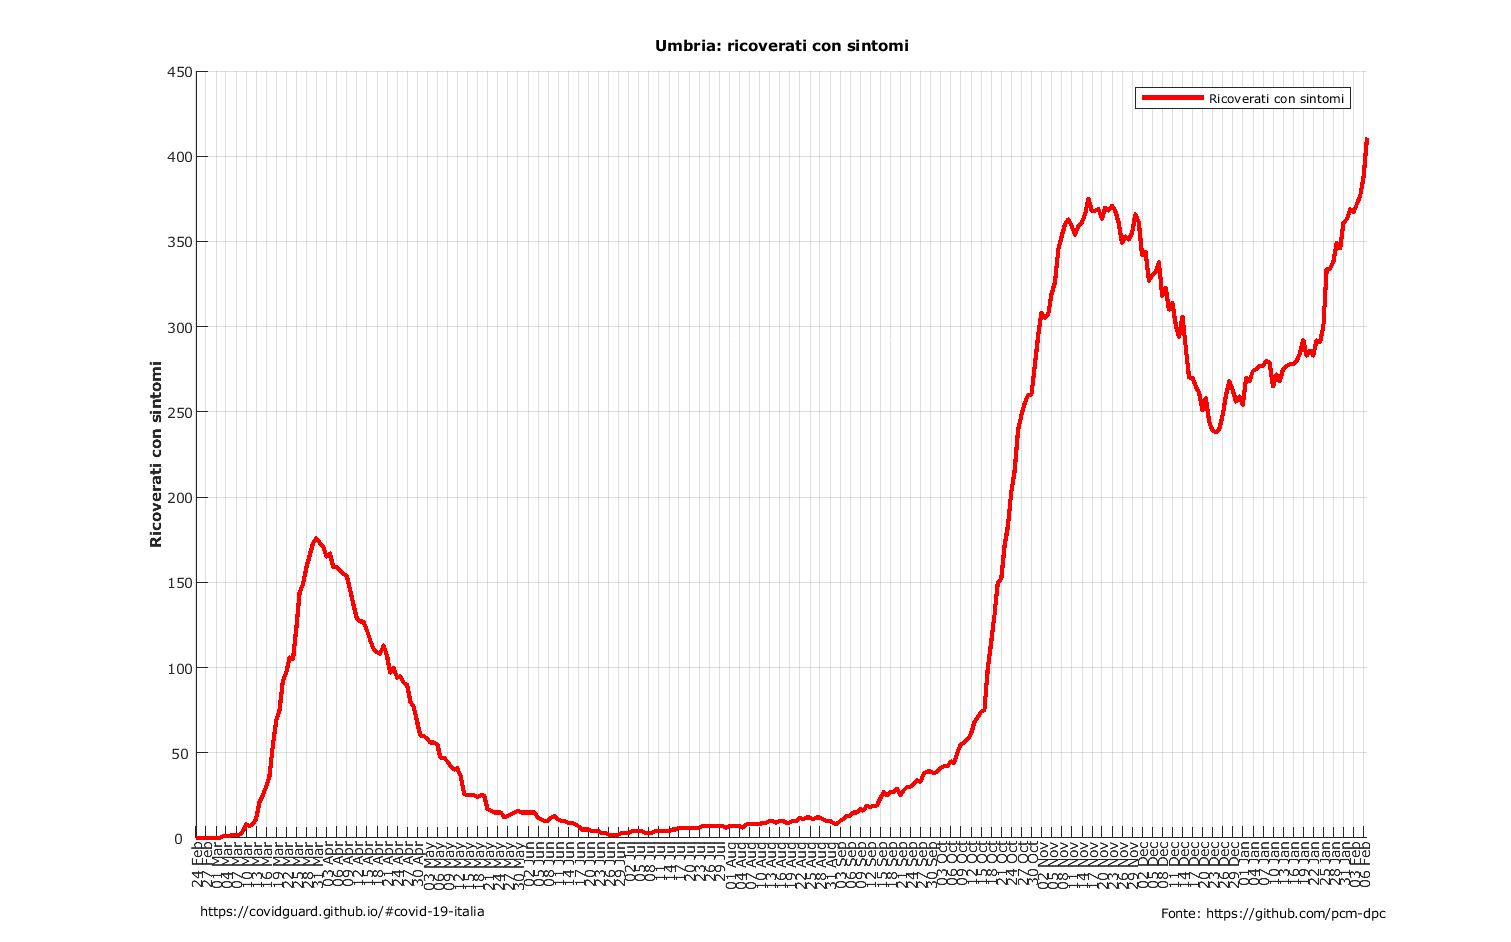 Umbria: ricoverati con sintomi
Ricoverati con sintomi
Ricoverati con sintomi
450
400
350
300
250
200
150
100
50
0
24 Feb
27 Feb
01 Mar
04 Mar
07 Mar
10 Mar
13 Mar
16 Mar
19 Mar
22 Mar
25 Mar
28 Mar
31 Mar
03 Apr
06 Apr
09 Apr
12 Apr
15 Apr
18 Apr
21 Apr
24 Apr
27 Apr
30 Apr
03 May
06 May
09 May
12 May
15 May
18 May
21 May
24 May
27 May
30 May
02 Jun
05 Jun
08 Jun
11 Jun
14 Jun
17 Jun
20 Jun
23 Jun
26 Jun
29 Jun
02 Jul
05 Jul
08 Jul
11 Jul
14 Jul
17 Jul
20 Jul
23 Jul
26 Jul
29 Jul
01 Aug
04 Aug
07 Aug
10 Aug
13 Aug
16 Aug
19 Aug
22 Aug
25 Aug
28 Aug
31 Aug
03 Sep
06 Sep
09 Sep
12 Sep
15 Sep
18 Sep
21 Sep
24 Sep
27 Sep
30 Sep
03 Oct
06 Oct
09 Oct
12 Oct
15 Oct
18 Oct
21 Oct
24 Oct
27 Oct
30 Oct
02 Nov
05 Nov
08 Nov
11 Nov
14 Nov
17 Nov
20 Nov
23 Nov
26 Nov
29 Nov
02 Dec
05 Dec
08 Dec
11 Dec
14 Dec
17 Dec
20 Dec
23 Dec
26 Dec
29 Dec
01 Jan
04 Jan
07 Jan
10 Jan
13 Jan
16 Jan
19 Jan
22 Jan
25 Jan
28 Jan
31 Jan
03 Feb
06 Feb
https://covidguard.github.io/#covid-19-italia
Fonte: https://github.com/pcm-dpc